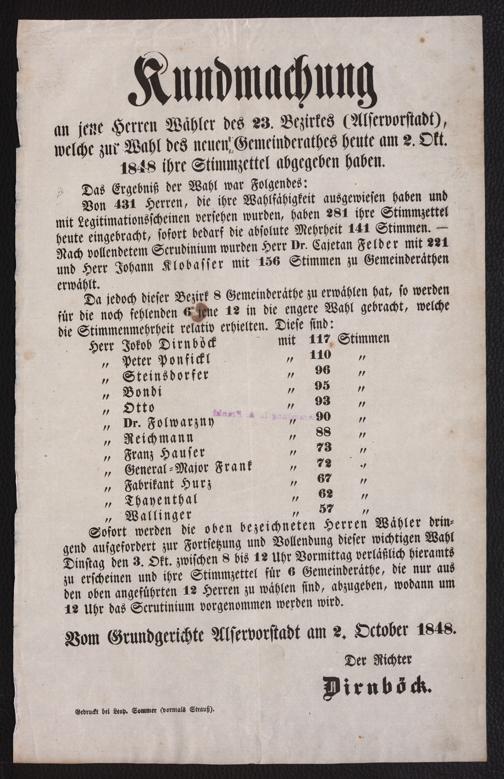 Kundmachung
an jene Herren Wähler des 23. Bezirkes (Alservorstadt),
welche zur Wahl des neuen Gemeinderathes heute am 2. Okt.
1848 ihre Stimmzettel abgegeben haben.
Das Ergebniß der Wahl war Folgendes:
Von 431 Herren, die ihre Wahlfähigkeit ausgewiesen haben und
mit Legitimationscheinen versehen wurden, haben 281 ihre Stimmzettel
heute eingebracht, sofort bedarf die absolute Mehrheit 141 Stimmen. —
Nach vollendetem Scrudinium wurden Herr Dr. Cajetan Felder mit 221
und Herr Johann Klobasser mit 156 Stimmen zu Gemeinderäthen
erwählt.
Da jedoch dieser Bezirk 8 Gemeinderäthe zu erwählen hat, so werden
für die noch fehlenden 6 jene 12 in die engere Wahl gebracht, welche
die Stimmenmehrheit relativ erhielten. Diese sind:
Herr Jokob Dirnböck mit 117 Stimmen
„ Peter Ponfickl „ 110 „
„ Steinsdorfer „ 96 „
„ Bondi „ 95 „
„ Otto „ 93 „
„ Dr. Folwarzny „ 90 „
„ Reichmann „ 88 „
„ Franz Hauser „ 73 „
„ General-Major Frank „ 72 „
„ Fabrikant Hurz „ 67 „
„ Thayenthal „ 62 „
„ Wallinger „ 57 „
Sofort werden die oben bezeichneten Herren Wähler drin-
gend aufgefordert zur Fortsetzung und Vollendung dieser wichtigen Wahl
Dinstag den 3. Okt. zwischen 8 bis 12 Uhr Vormittag verläßlich hieramts
zu erscheinen und ihre Stimmzettel für 6 Gemeinderäthe, die nur aus
den oben angeführten 12 Herren zu wählen sind, abzugeben, wodann um
12 Uhr das Scrutinium vorgenommen werden wird.
Vom Grundgerichte Alservorstadt am 2. October 1848.
Der Richter
Dirnböck.
Gedruckt bei Leop. Sommer (vormals Strauß).